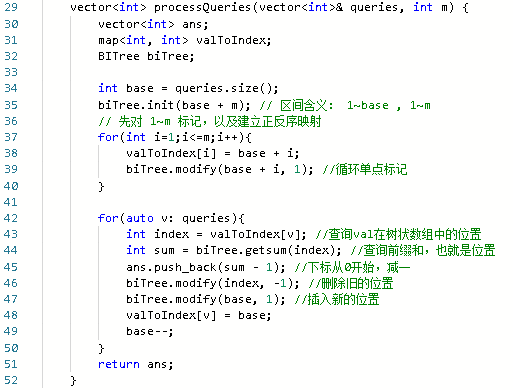 29 vector<int> processQueries(vector<int>& queries, int m) {
30 vector<int> ans;
31 map<int, int> valToIndex;
32 BITree biTree;
33
34 int base = queries.size();
35 biTree.init(base + m); // 区间含义: 1~base , 1~m
36 // 先对 1~m 标记，以及建立正反序映射
37 for(int i=1;i<=m;i++){
38 valToIndex[i] = base + i;
39 biTree.modify(base + i, 1); //循环单点标记
40 }
41
42 for(auto v: queries){
43 int index = valToIndex[v]; //查询val在树状数组中的位置
44 int sum = biTree.getsum(index); //查询前缀和，也就是位置
45 ans.push_back(sum - 1); //下标从0开始，减一
46 biTree.modify(index, -1); //删除旧的位置
47 biTree.modify(base, 1); //插入新的位置
48 valToIndex[v] = base;
49 base--;
50 }
51 return ans;
52 }